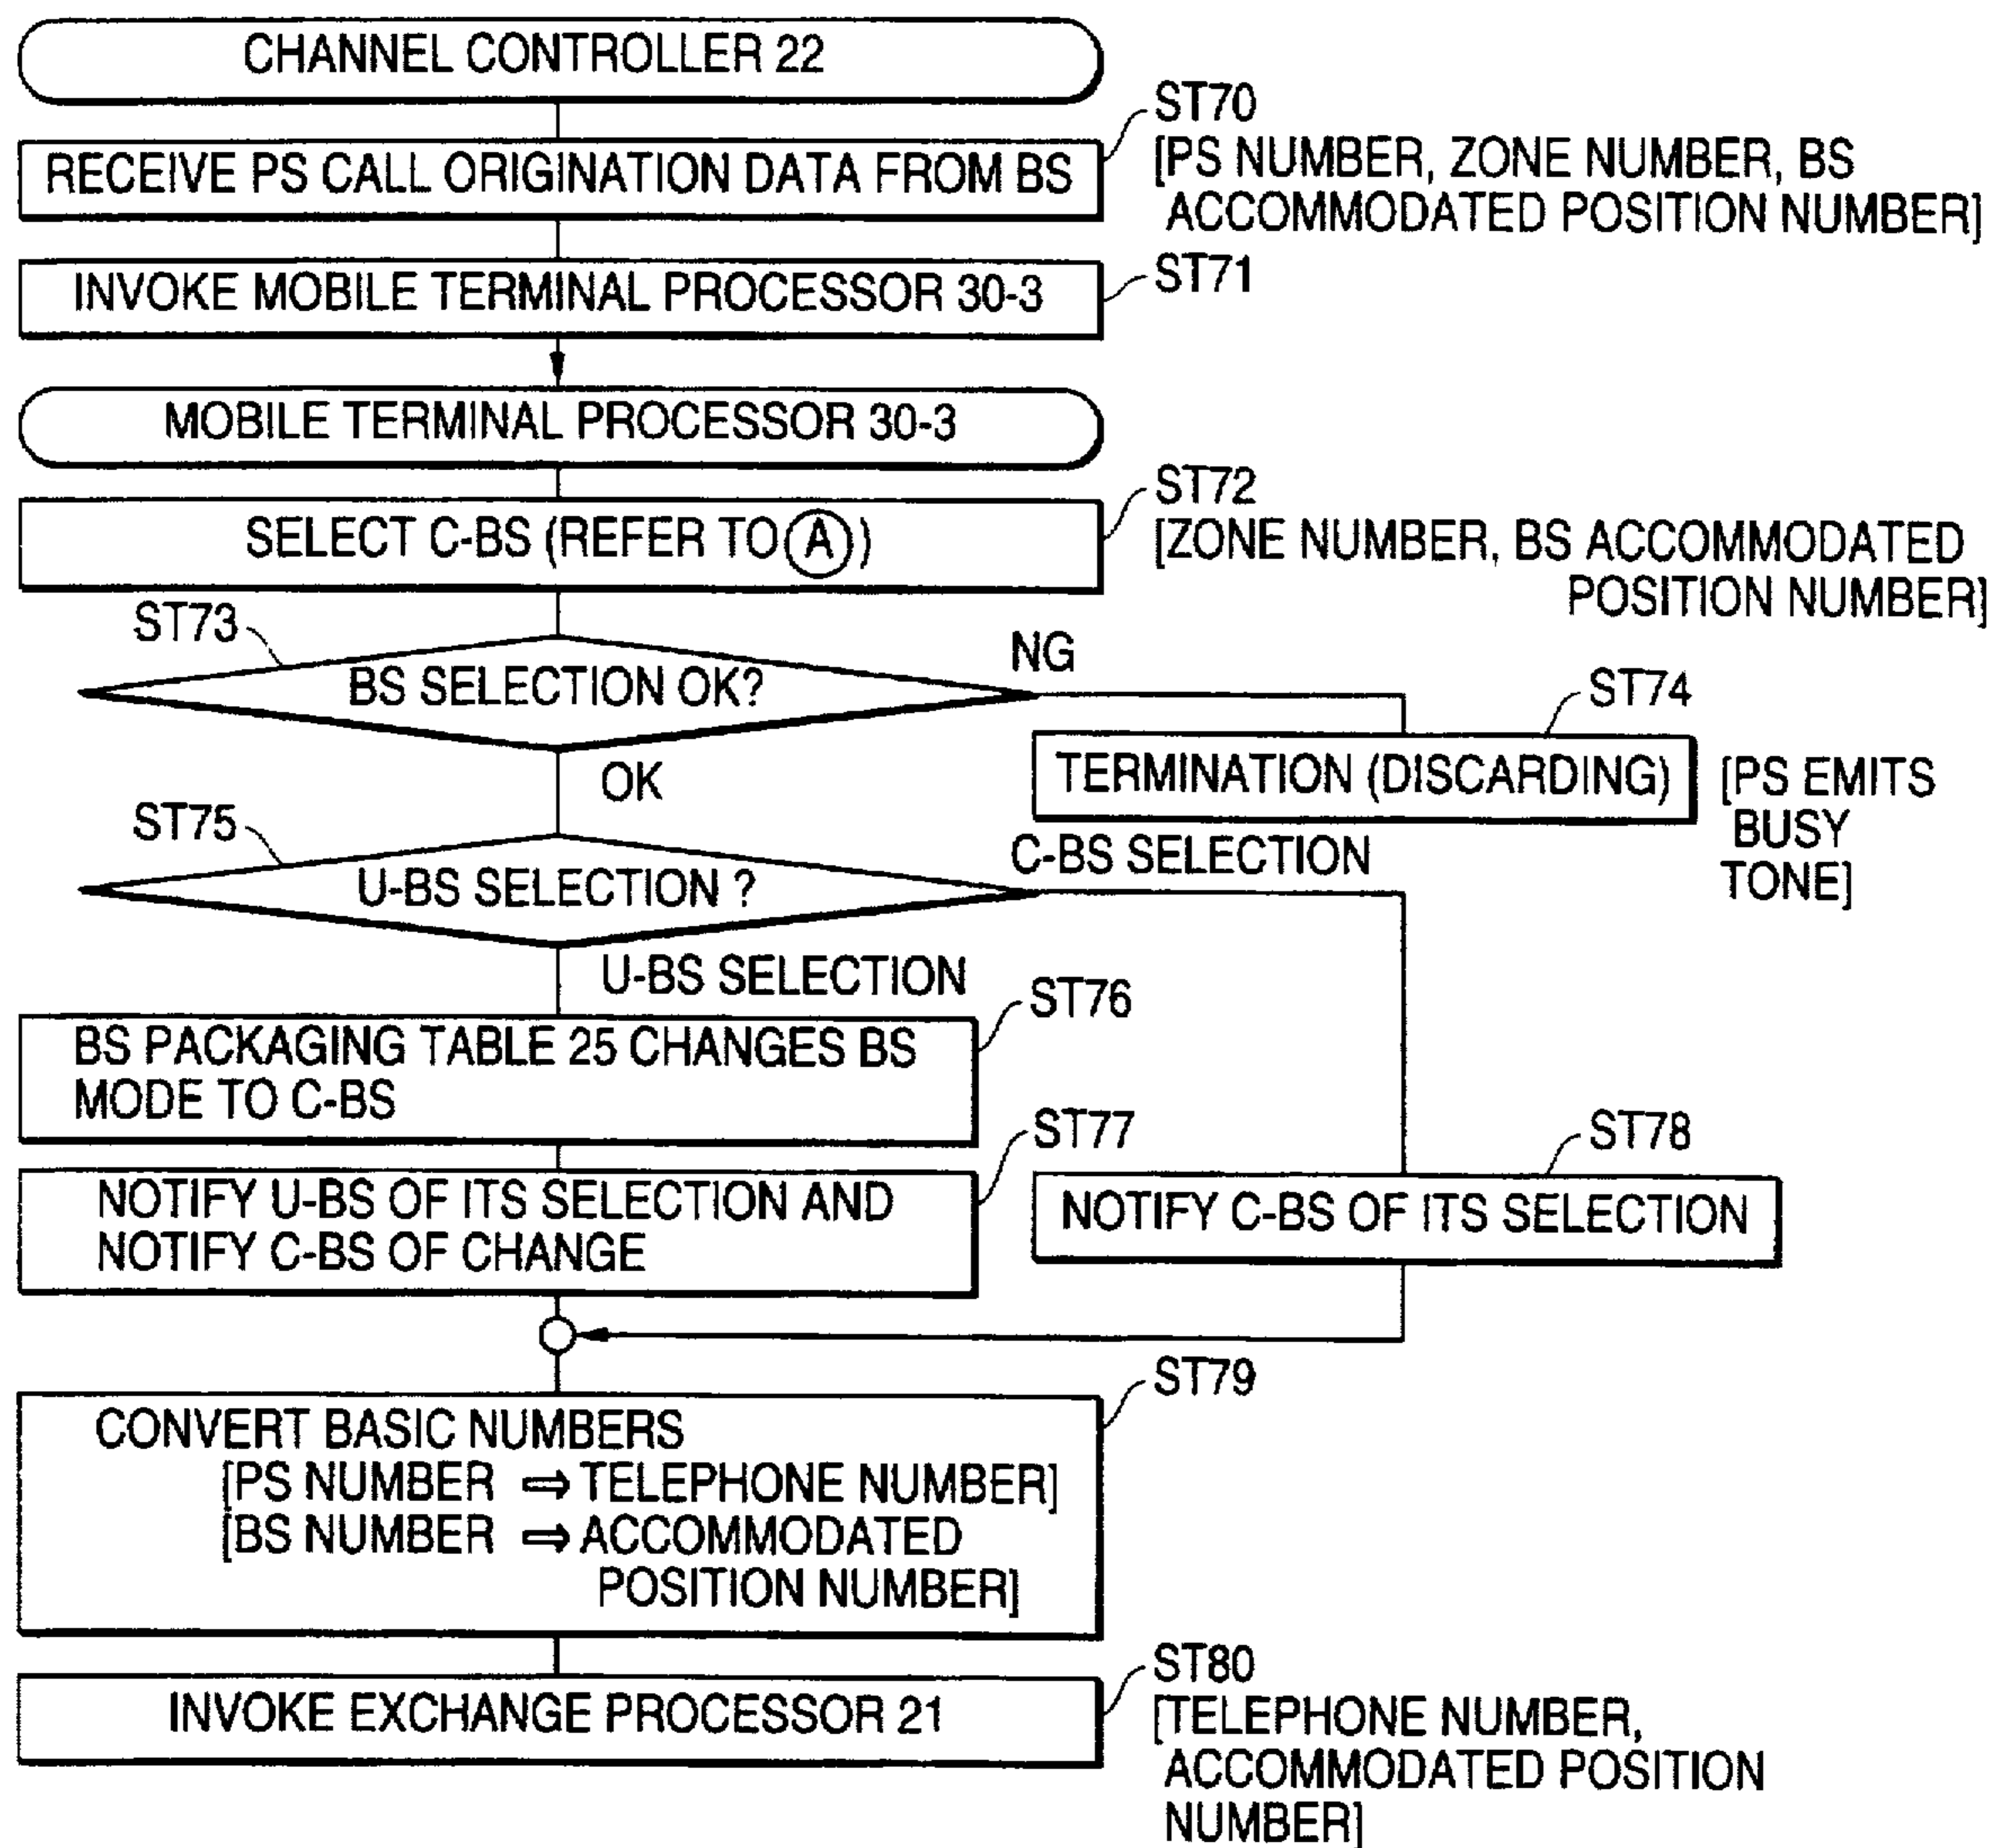 CHANNEL CONTROLLER 22
ST70
RECEIVE PS CALL ORIGINATION DATA FROM BS
[PS NUMBER, ZONE NUMBER, BS
ACCOMMODATED POSITION NUMBER]
ST71
INVOKE MOBILE TERMINAL PROCESSOR 30-3
MOBILE TERMINAL PROCESSOR 30-3
ST72
SELECT C-BS (REFER TO Ⓐ)
[ZONE NUMBER, BS ACCOMMODATED
POSITION NUMBER]
ST73
BS SELECTION OK?
NG
ST74
TERMINATION (DISCARDING)
[PS EMITS
BUSY
TONE]
OK
ST75
U-BS SELECTION ?
C-BS SELECTION
U-BS SELECTION
ST76
BS PACKAGING TABLE 25 CHANGES BS
MODE TO C-BS
ST77
NOTIFY U-BS OF ITS SELECTION AND
NOTIFY C-BS OF CHANGE
ST78
NOTIFY C-BS OF ITS SELECTION
ST79
CONVERT BASIC NUMBERS
[PS NUMBER ⇒ TELEPHONE NUMBER]
[BS NUMBER ⇒ ACCOMMODATED
POSITION NUMBER]
ST80
INVOKE EXCHANGE PROCESSOR 21
[TELEPHONE NUMBER,
ACCOMMODATED POSITION
NUMBER]